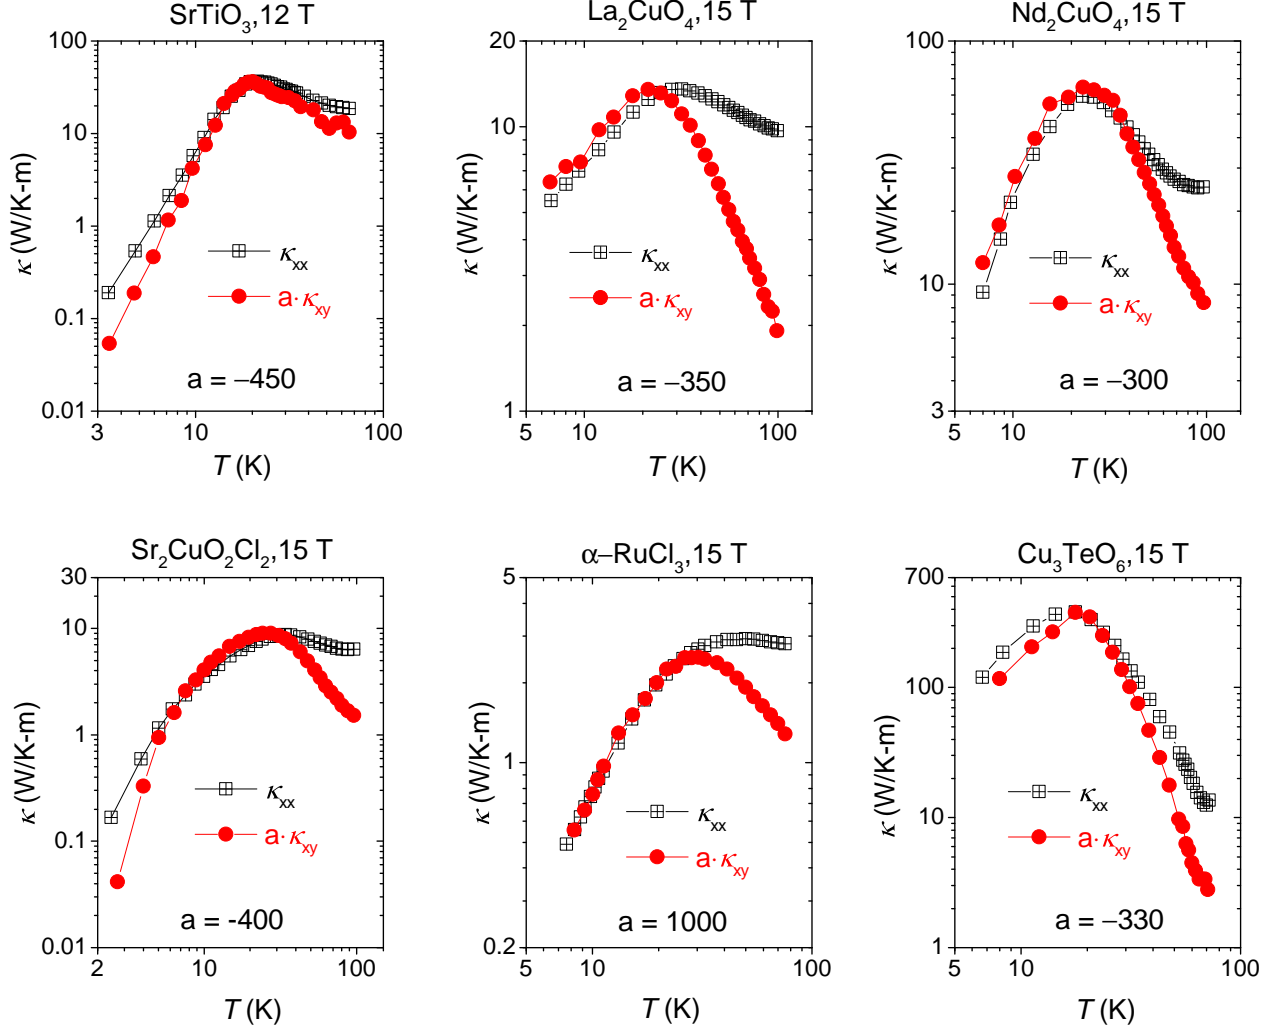 SrTiO₃,12 T
100
10
1
0.1
0.01
κ (W/K-m)
κxx
a·κxy
a = −450
3
10
100
T (K)
La₂CuO₄,15 T
20
10
1
κ (W/K-m)
κxx
a·κxy
a = −350
5
10
100
T (K)
Nd₂CuO₄,15 T
100
10
3
κ (W/K-m)
κxx
a·κxy
a = −300
5
10
100
T (K)
Sr₂CuO₂Cl₂,15 T
30
10
1
0.1
0.01
κ (W/K-m)
κxx
a·κxy
a = -400
2
10
100
T (K)
α−RuCl₃,15 T
5
1
0.2
κ (W/K-m)
κxx
a·κxy
a = 1000
5
10
100
T (K)
Cu₃TeO₆,15 T
700
100
10
1
κ (W/K-m)
κxx
a·κxy
a = −330
5
10
100
T (K)